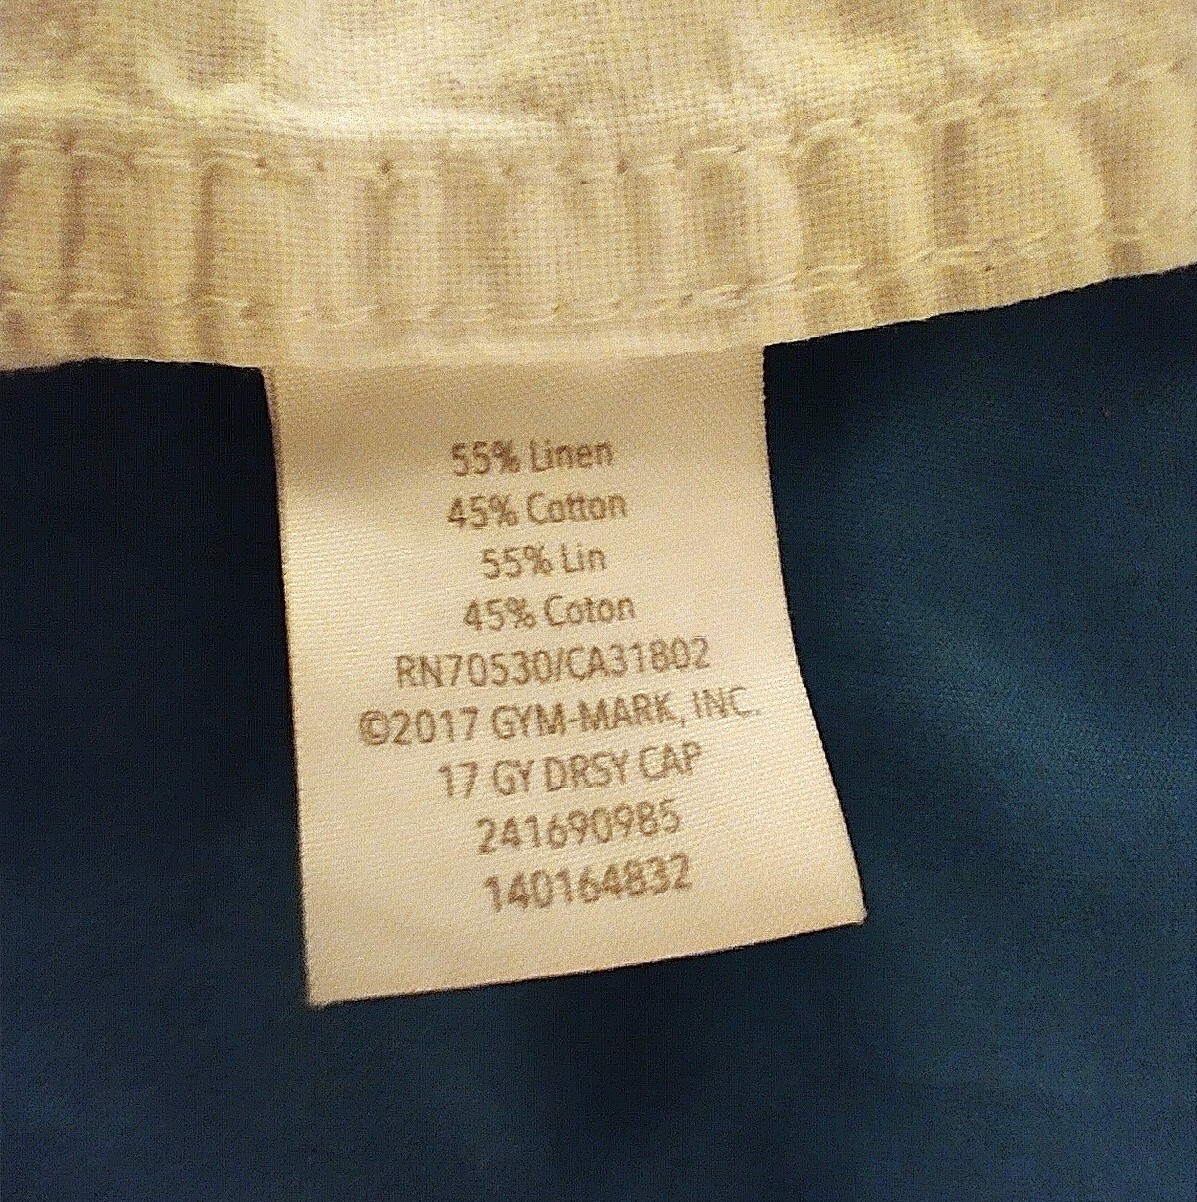 55% Linen
45% Cotton
55% Lin
45% Coton
RN70530/CA31802
©2017 GYM-MARK, INC.
17 GY DRSY CAP
241690985
140164832